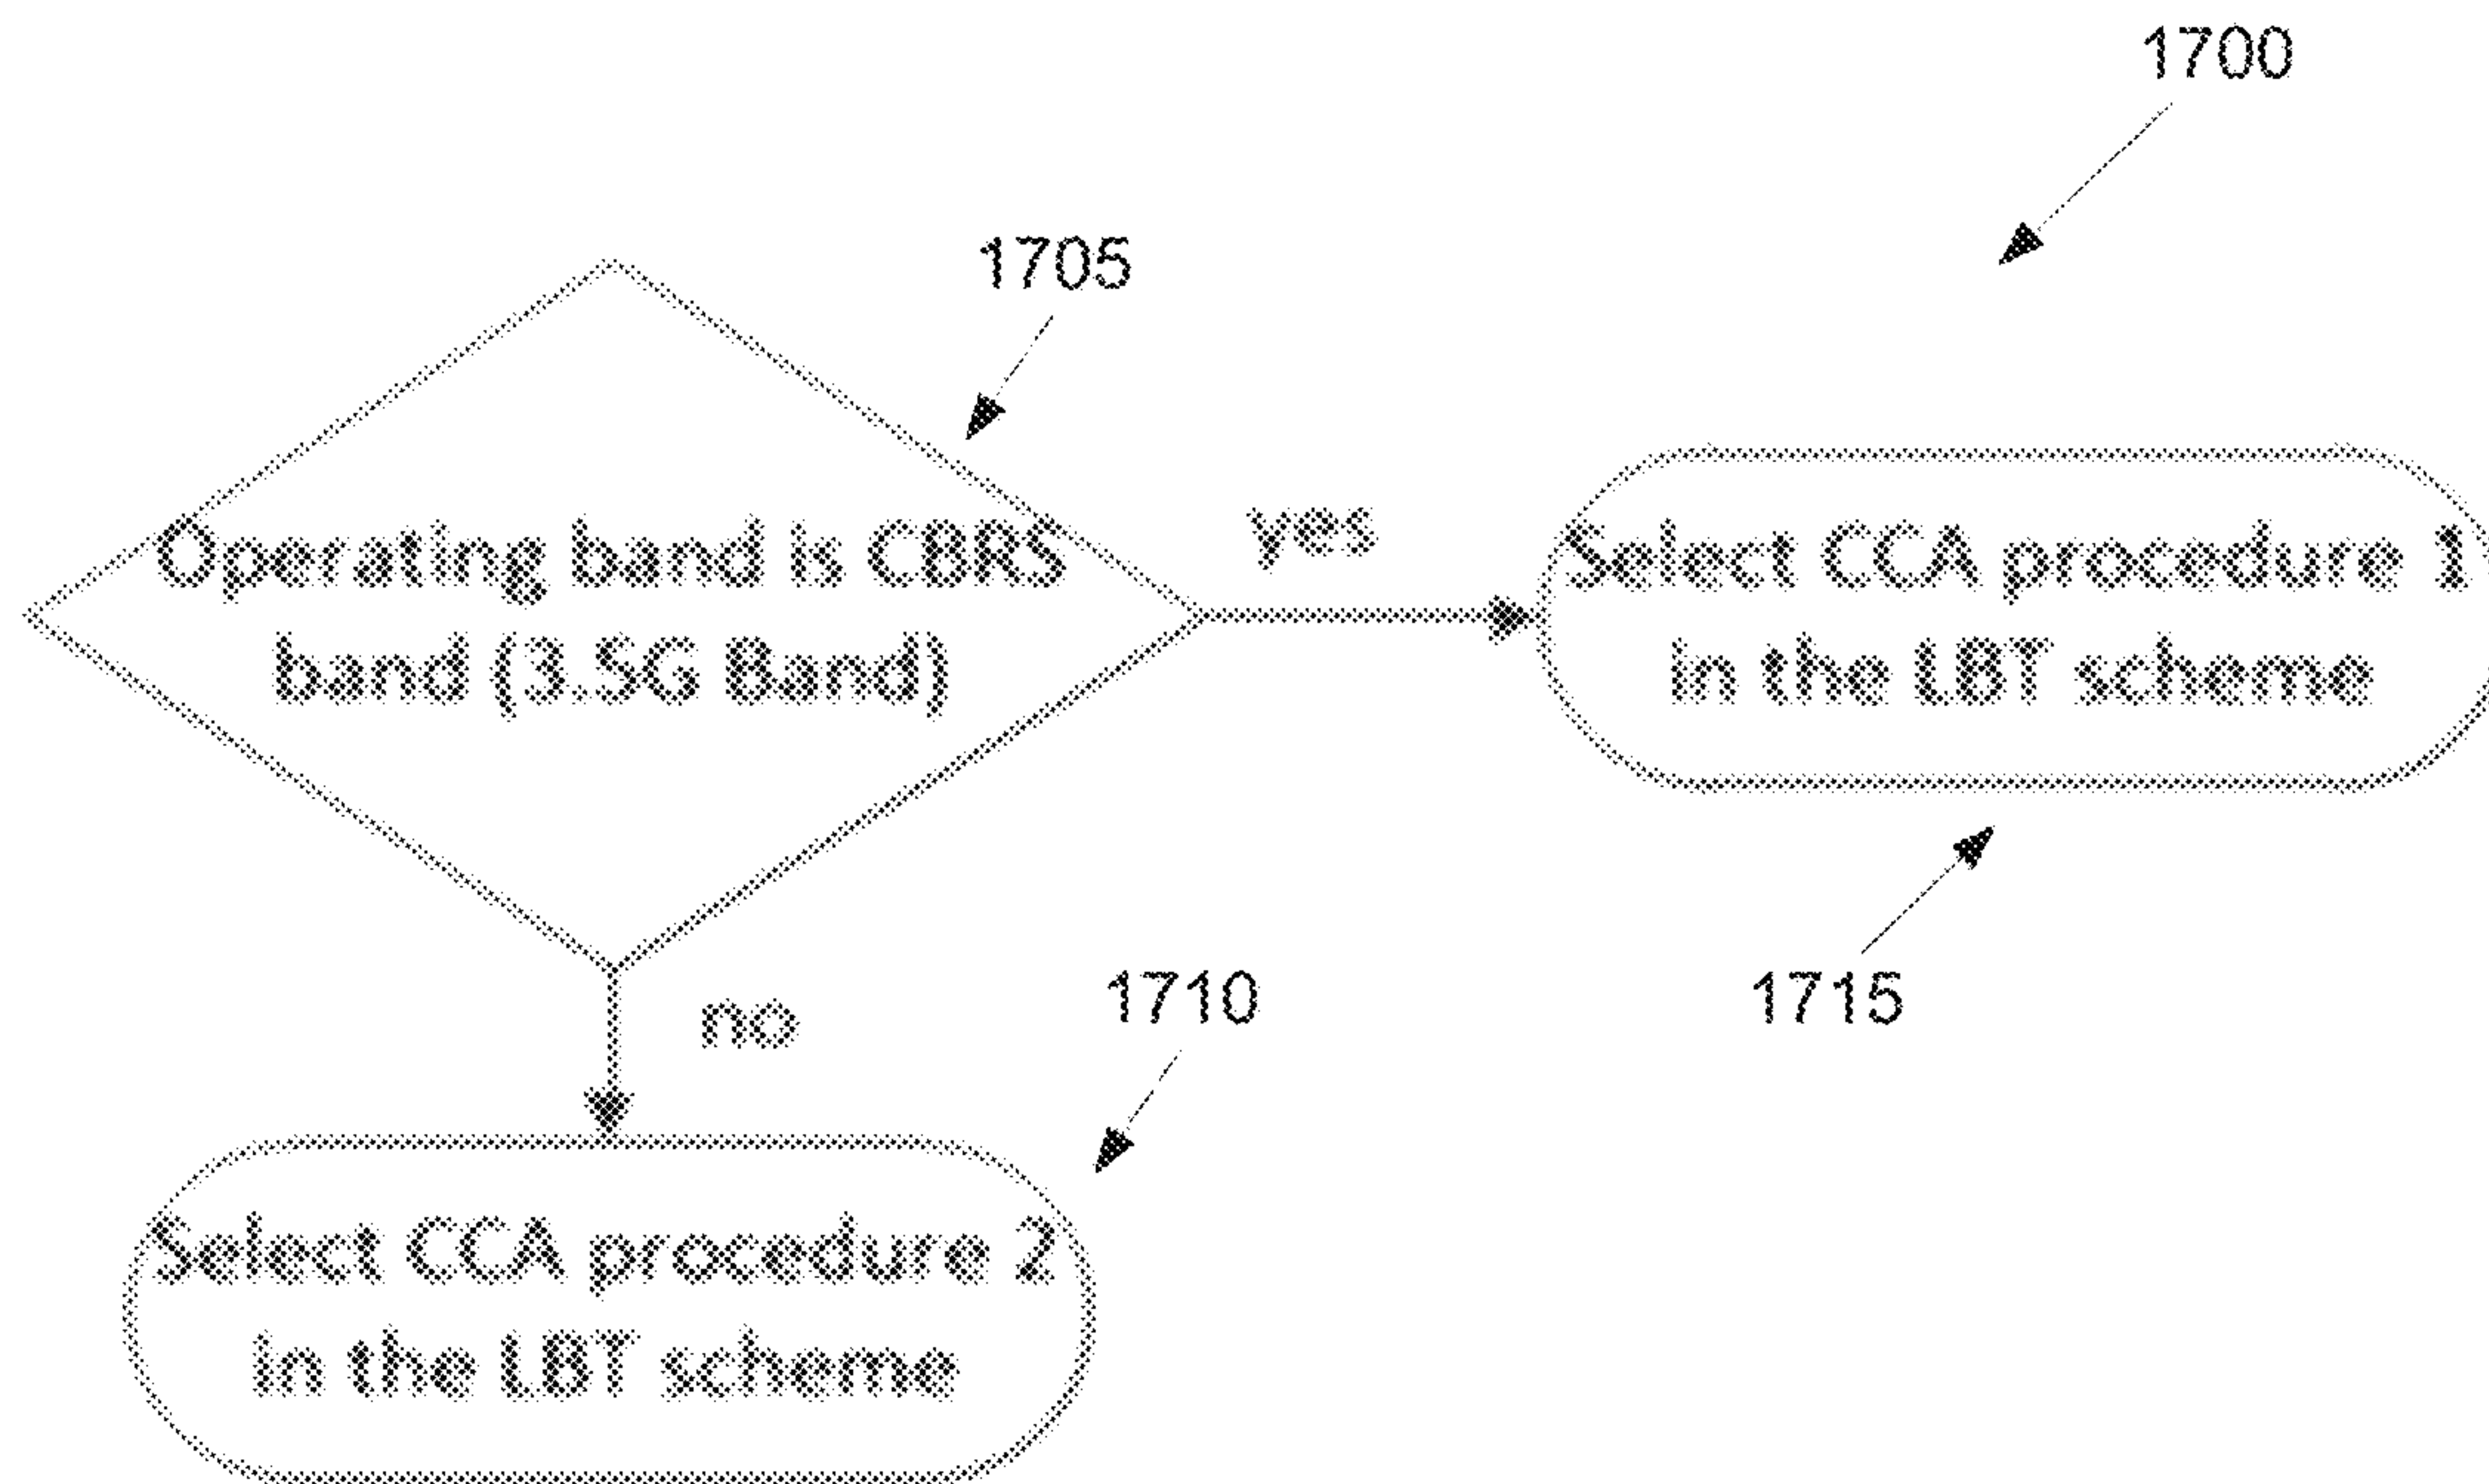 1700
1705
Operating band is CBRS
band (3.5G Band)
yes
Select CCA procedure 1
in the LBT scheme
no
1710
1715
Select CCA procedure 2
in the LBT scheme